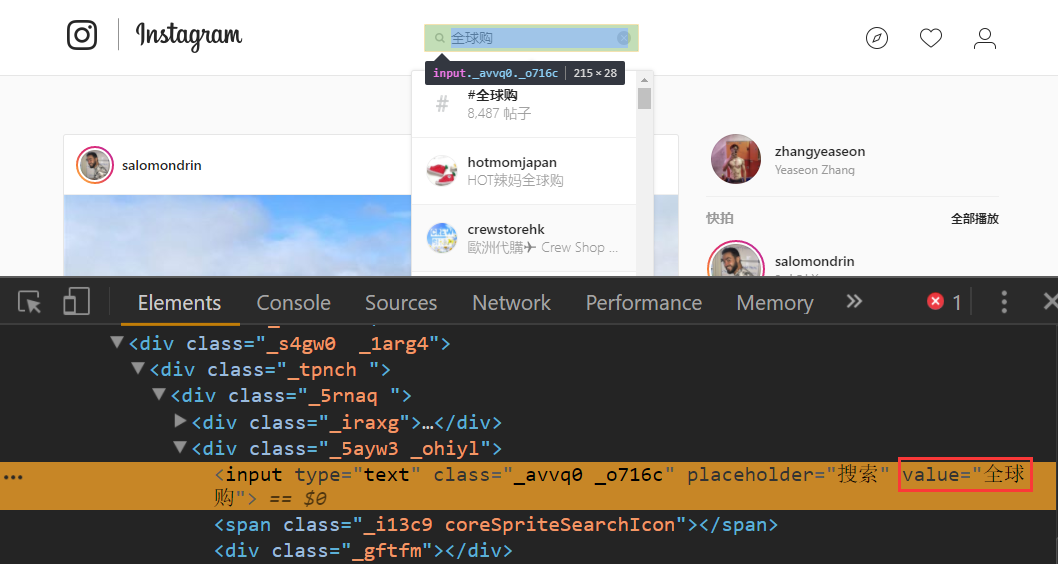 Instagram
全球购
input._avvq0._o716c 215 × 28
#全球购
8,487 帖子
hotmomjapan
HOT辣妈全球购
crewstorehk
歐洲代購✈ Crew Shop ...
salomondrin
zhangyeaseon
Yeaseon Zhang
快拍 全部播放
salomondrin
Elements Console Sources Network Performance Memory » 1
▼<div class="_s4gw0  _1arg4">
▼<div class="_tpnch ">
▼<div class="_5rnaq ">
▶<div class="_iraxg">…</div>
▼<div class="_5ayw3 _ohiyl">
<input type="text" class="_avvq0 _o716c" placeholder="搜索" value="全球
购"> == $0
<span class="_i13c9 coreSpriteSearchIcon"></span>
<div class="_gftfm"></div>